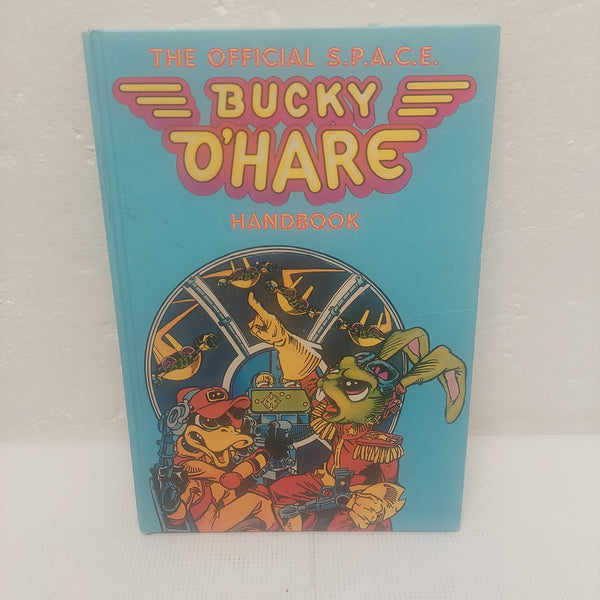 THE OFFICIAL S.P.A.C.E.
BUCKY
O'HARE
HANDBOOK